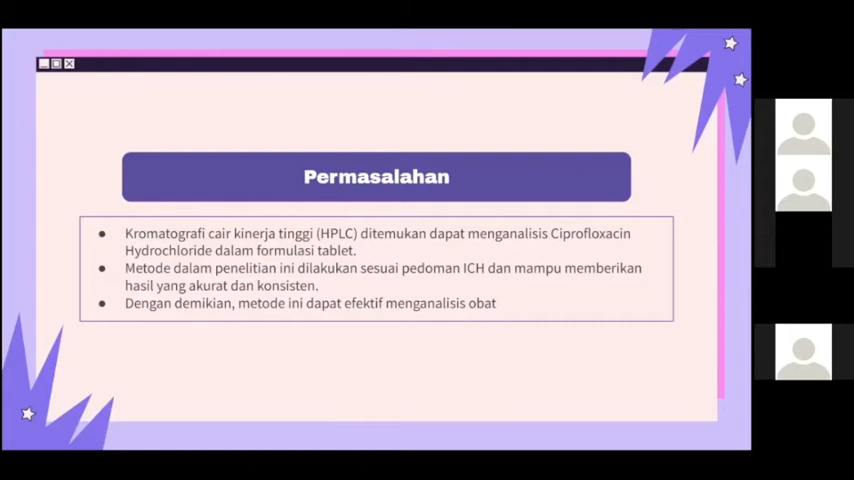 Permasalahan
● Kromatografi cair kinerja tinggi (HPLC) ditemukan dapat menganalisis Ciprofloxacin
Hydrochloride dalam formulasi tablet.
● Metode dalam penelitian ini dilakukan sesuai pedoman ICH dan mampu memberikan
hasil yang akurat dan konsisten.
● Dengan demikian, metode ini dapat efektif menganalisis obat